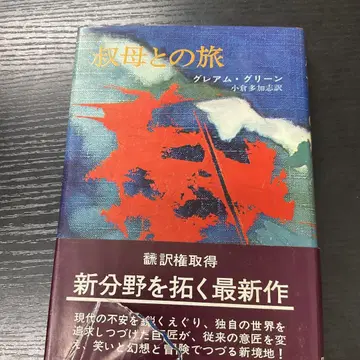 叔母との旅
グレアム・グリーン
小倉多加志訳
翻訳権取得
新分野を拓く最新作
現代の不安を鋭くえぐり、独自の世界を
追求しつづけた巨匠が、従来の意匠を変
え、笑いと幻想と冒険でつづる新境地!